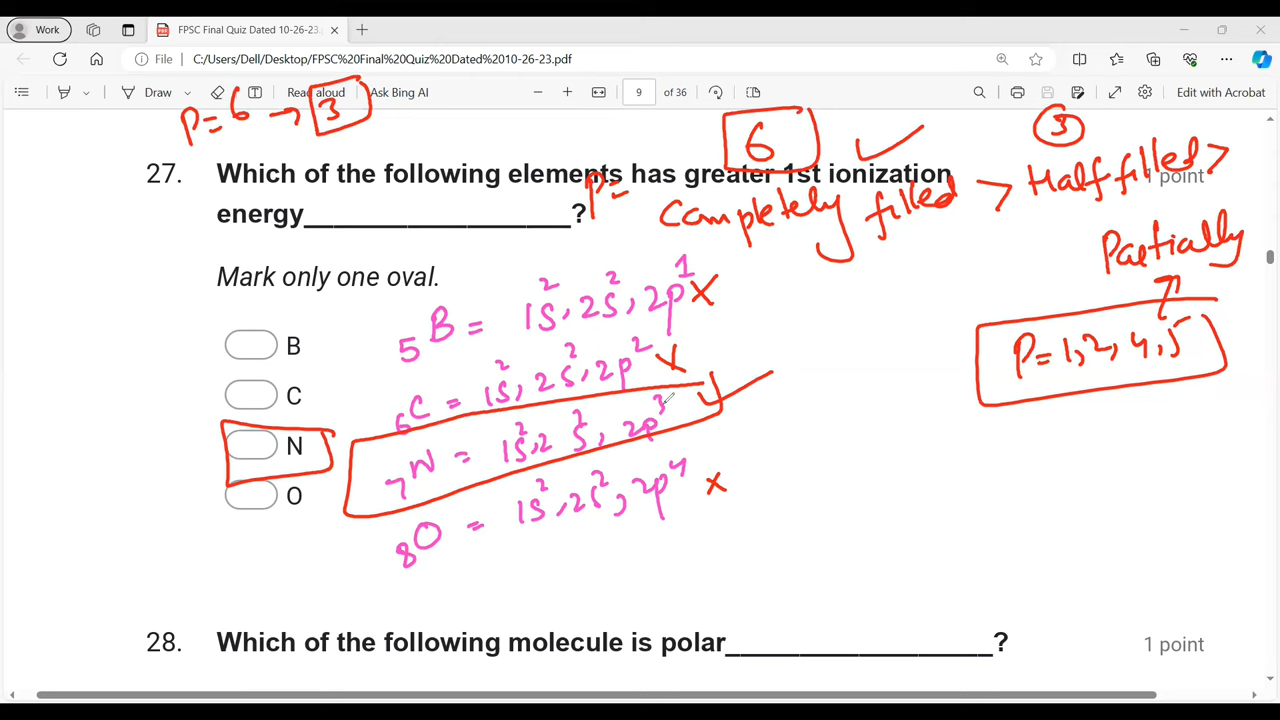 Work
FPSC Final Quiz Dated 10-26-23.
File
C:/Users/Dell/Desktop/FPSC%20Final%20Quiz%20Dated%2010-26-23.pdf
Draw
Read aloud
Ask Bing AI
9 of 36
Edit with Acrobat
P=6 → 3
6
3
27. Which of the following elements has greater 1st ionization
1 point
energy___________________?
P=
Completely filled > Half filled >
Partially
P=1,2,4,5
Mark only one oval.
B
C
N
O
5B = 1S2, 2S2, 2p1 X
6C = 1S2, 2S2, 2p2 X
7N = 1S2, 2S2, 2p3
8O = 1S2, 2S2, 2p4 X
28. Which of the following molecule is polar___________________?
1 point